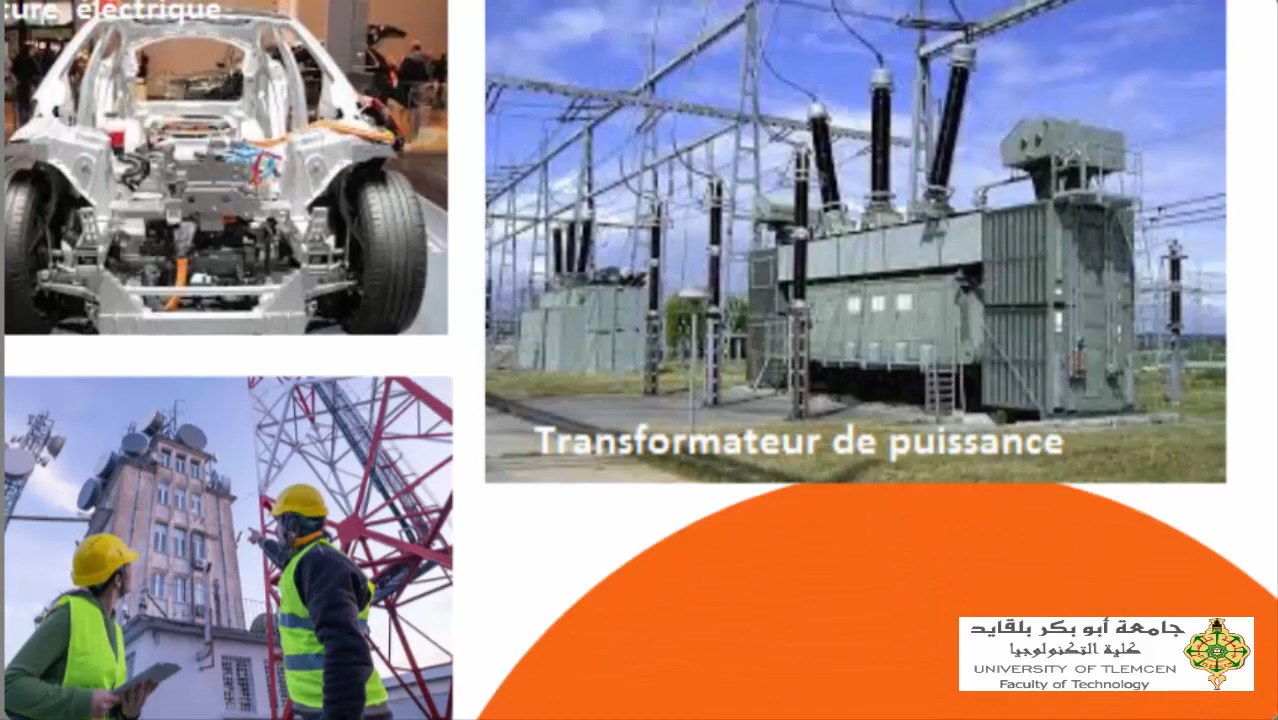 électrique
Transformateur de puissance
جامعة أبو بكر بلقايد
كلية التكنولوجيا
UNIVERSITY OF TLEMCEN
Faculty of Technology